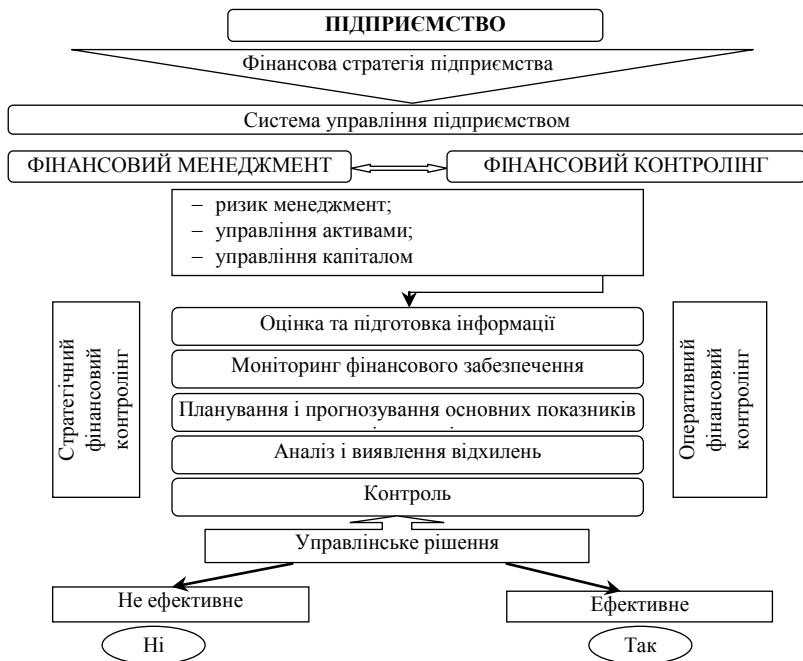 ПІДПРИЄМСТВО
Фінансова стратегія підприємства
Система управління підприємством
ФІНАНСОВИЙ МЕНЕДЖМЕНТ
ФІНАНСОВИЙ КОНТРОЛІНГ
– ризик менеджмент;
– управління активами;
– управління капіталом
Стратегічний
фінансовий
контролінг
Оцінка та підготовка інформації
Моніторинг фінансового забезпечення
Планування і прогнозування основних показників
Аналіз і виявлення відхилень
Контроль
Оперативний
фінансовий
контролінг
Управлінське рішення
Не ефективне
Ефективне
Ні
Так